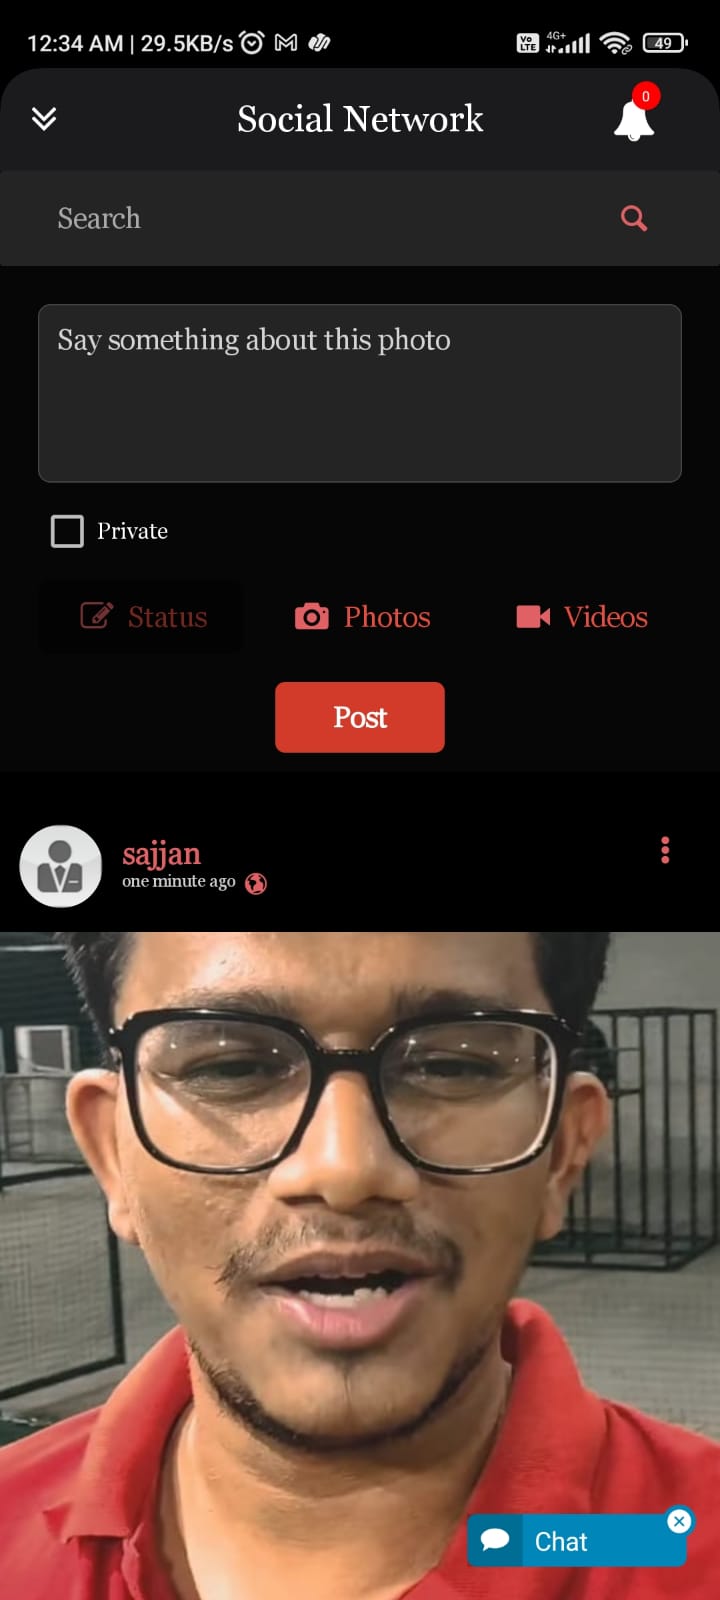 12:34 AM | 29.5KB/s
Vo LTE 4G+ 49
0
Social Network
Search
Say something about this photo
Private
Status Photos Videos
Post
sajjan
one minute ago
Chat